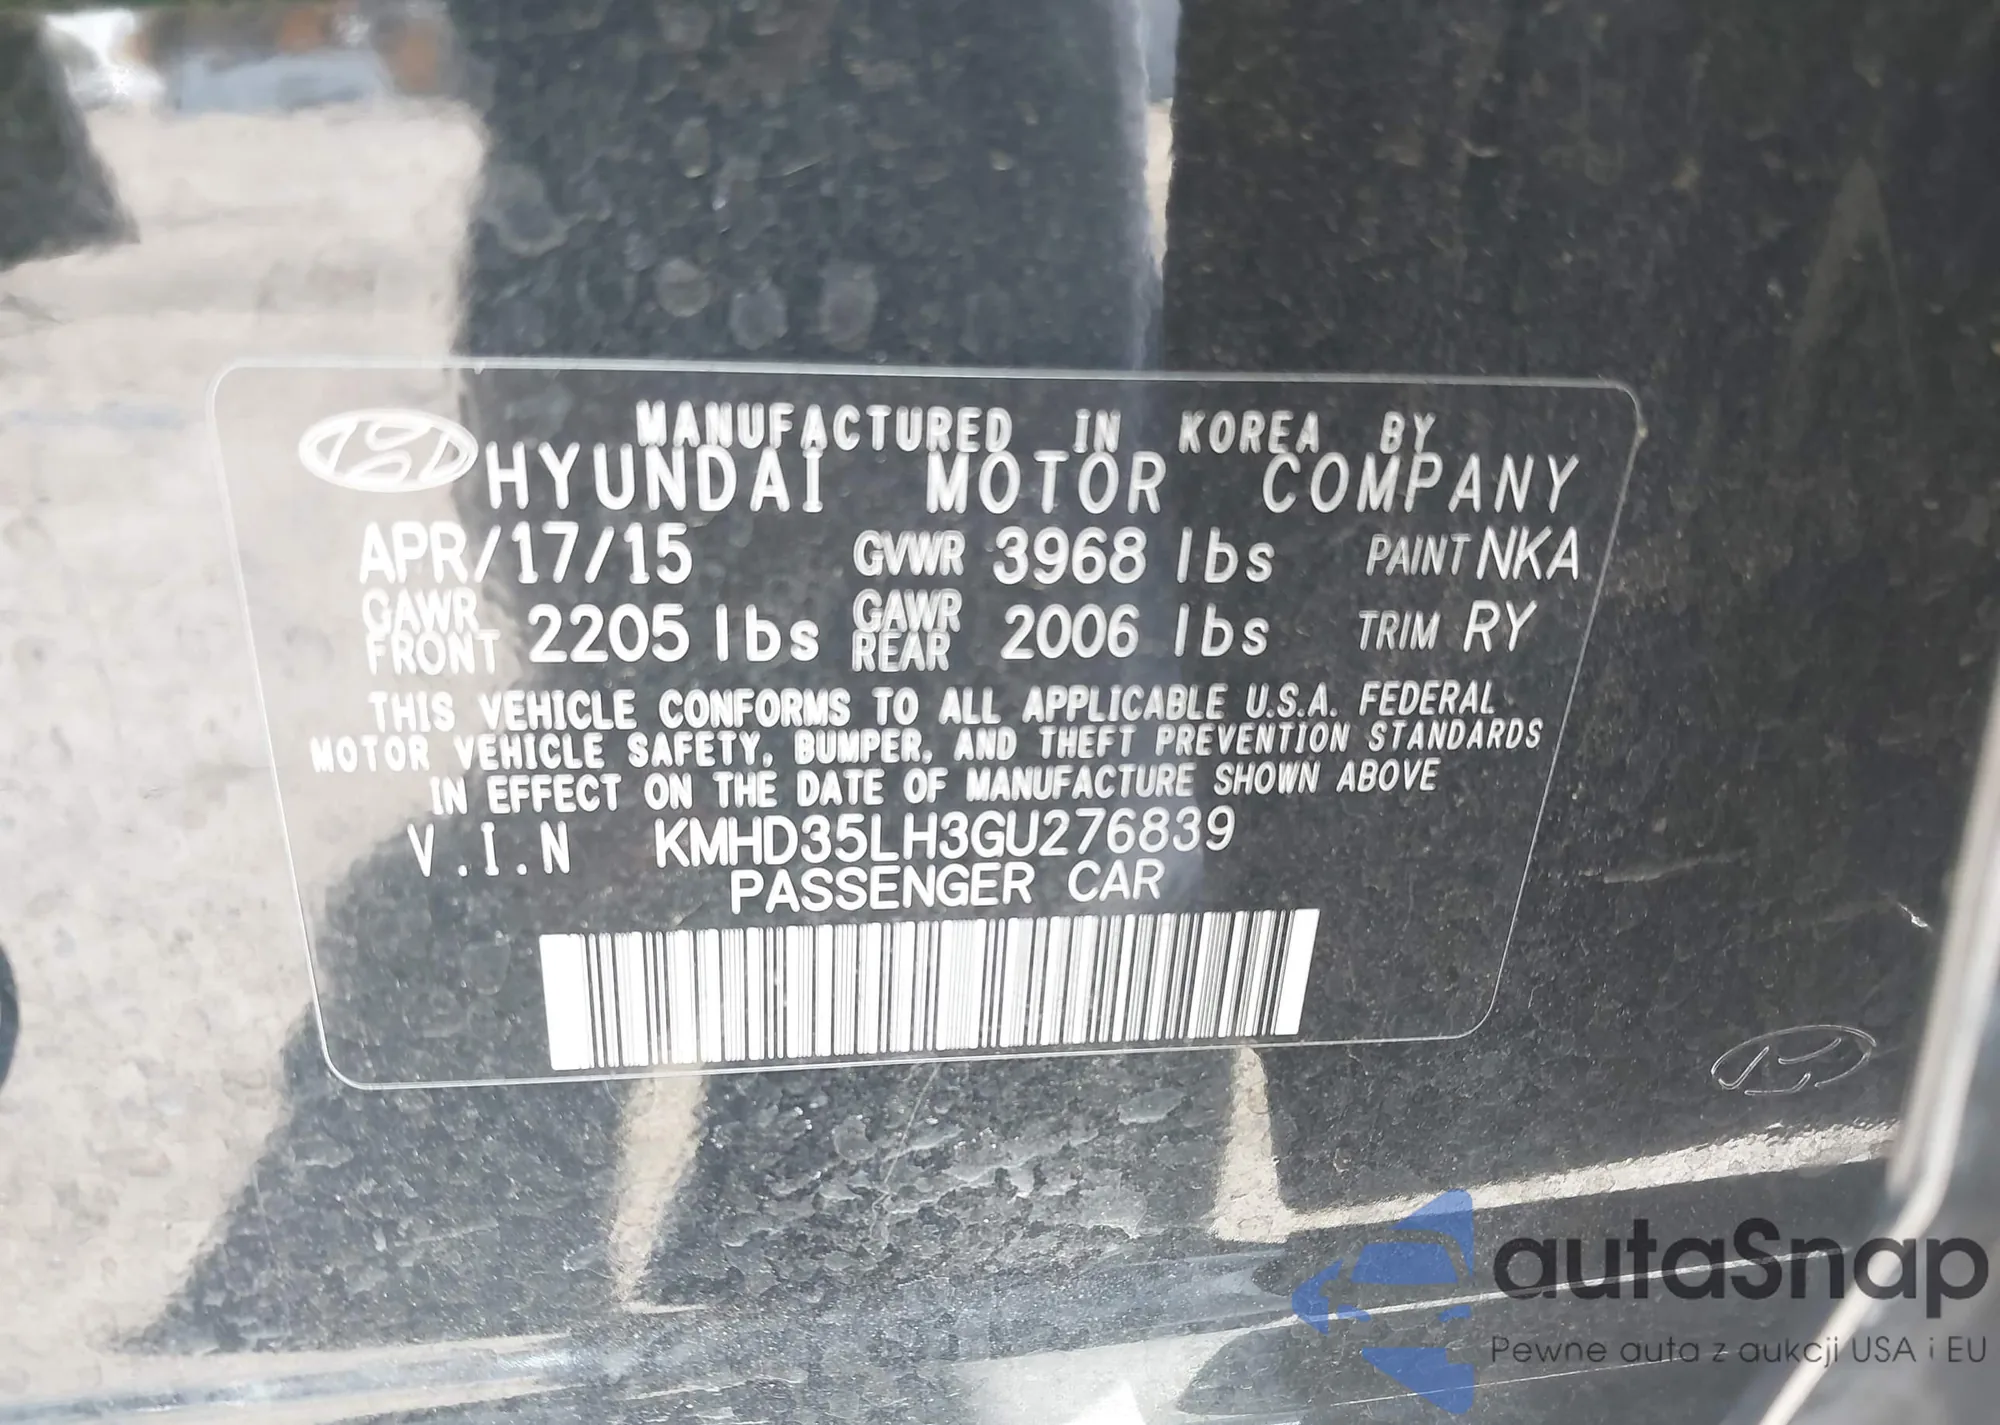 MANUFACTURED IN KOREA BY
HYUNDAI MOTOR COMPANY
APR/17/15 GVWR 3968 lbs PAINT NKA
GAWR FRONT 2205 lbs GAWR REAR 2006 lbs TRIM RY
THIS VEHICLE CONFORMS TO ALL APPLICABLE U.S.A. FEDERAL
MOTOR VEHICLE SAFETY, BUMPER, AND THEFT PREVENTION STANDARDS
IN EFFECT ON THE DATE OF MANUFACTURE SHOWN ABOVE
V.I.N KMHD35LH3GU276839
PASSENGER CAR
autaSnap
Pewne auta z aukcji USA i EU